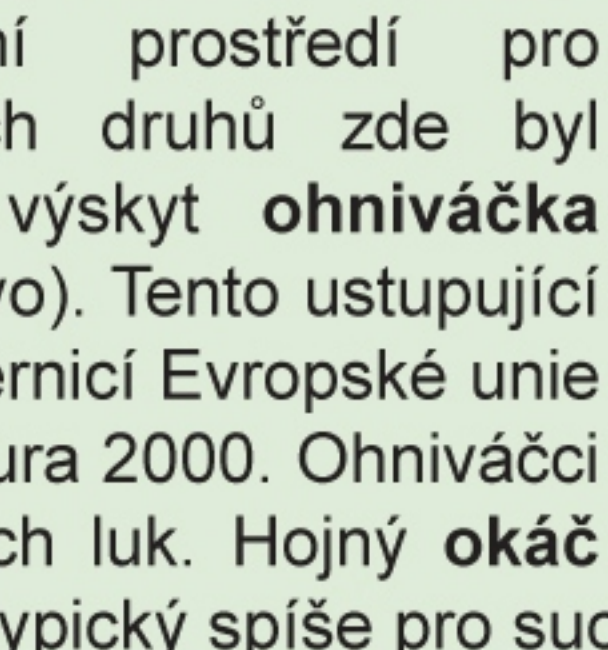 ní prostředí pro
ch druhů zde byl
výskyt ohniváčka
vo). Tento ustupující
ernicí Evropské unie
ura 2000. Ohniváčci
ch luk. Hojný okáč
ypický spíše pro suc